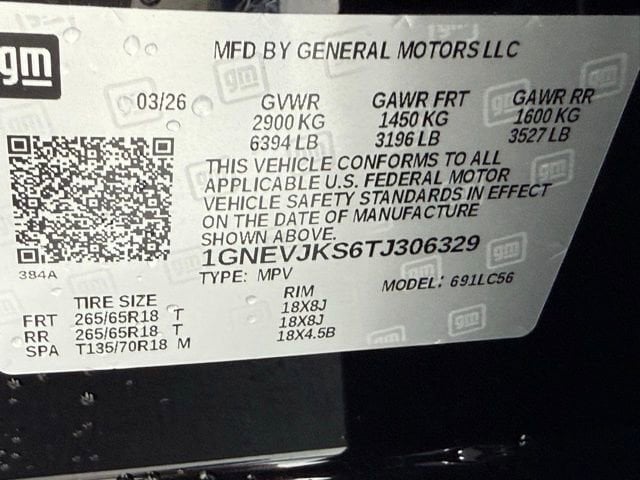 gm
MFD BY GENERAL MOTORS LLC
03/26 GVWR GAWR FRT GAWR RR
2900 KG 1450 KG 1600 KG
6394 LB 3196 LB 3527 LB
THIS VEHICLE CONFORMS TO ALL
APPLICABLE U.S. FEDERAL MOTOR
VEHICLE SAFETY STANDARDS IN EFFECT
ON THE DATE OF MANUFACTURE
SHOWN ABOVE.
1GNEVJKS6TJ306329
384A
TYPE: MPV MODEL: 691LC56
TIRE SIZE RIM
FRT 265/65R18 T 18X8J
RR 265/65R18 T 18X8J
SPA T135/70R18 M 18X4.5B